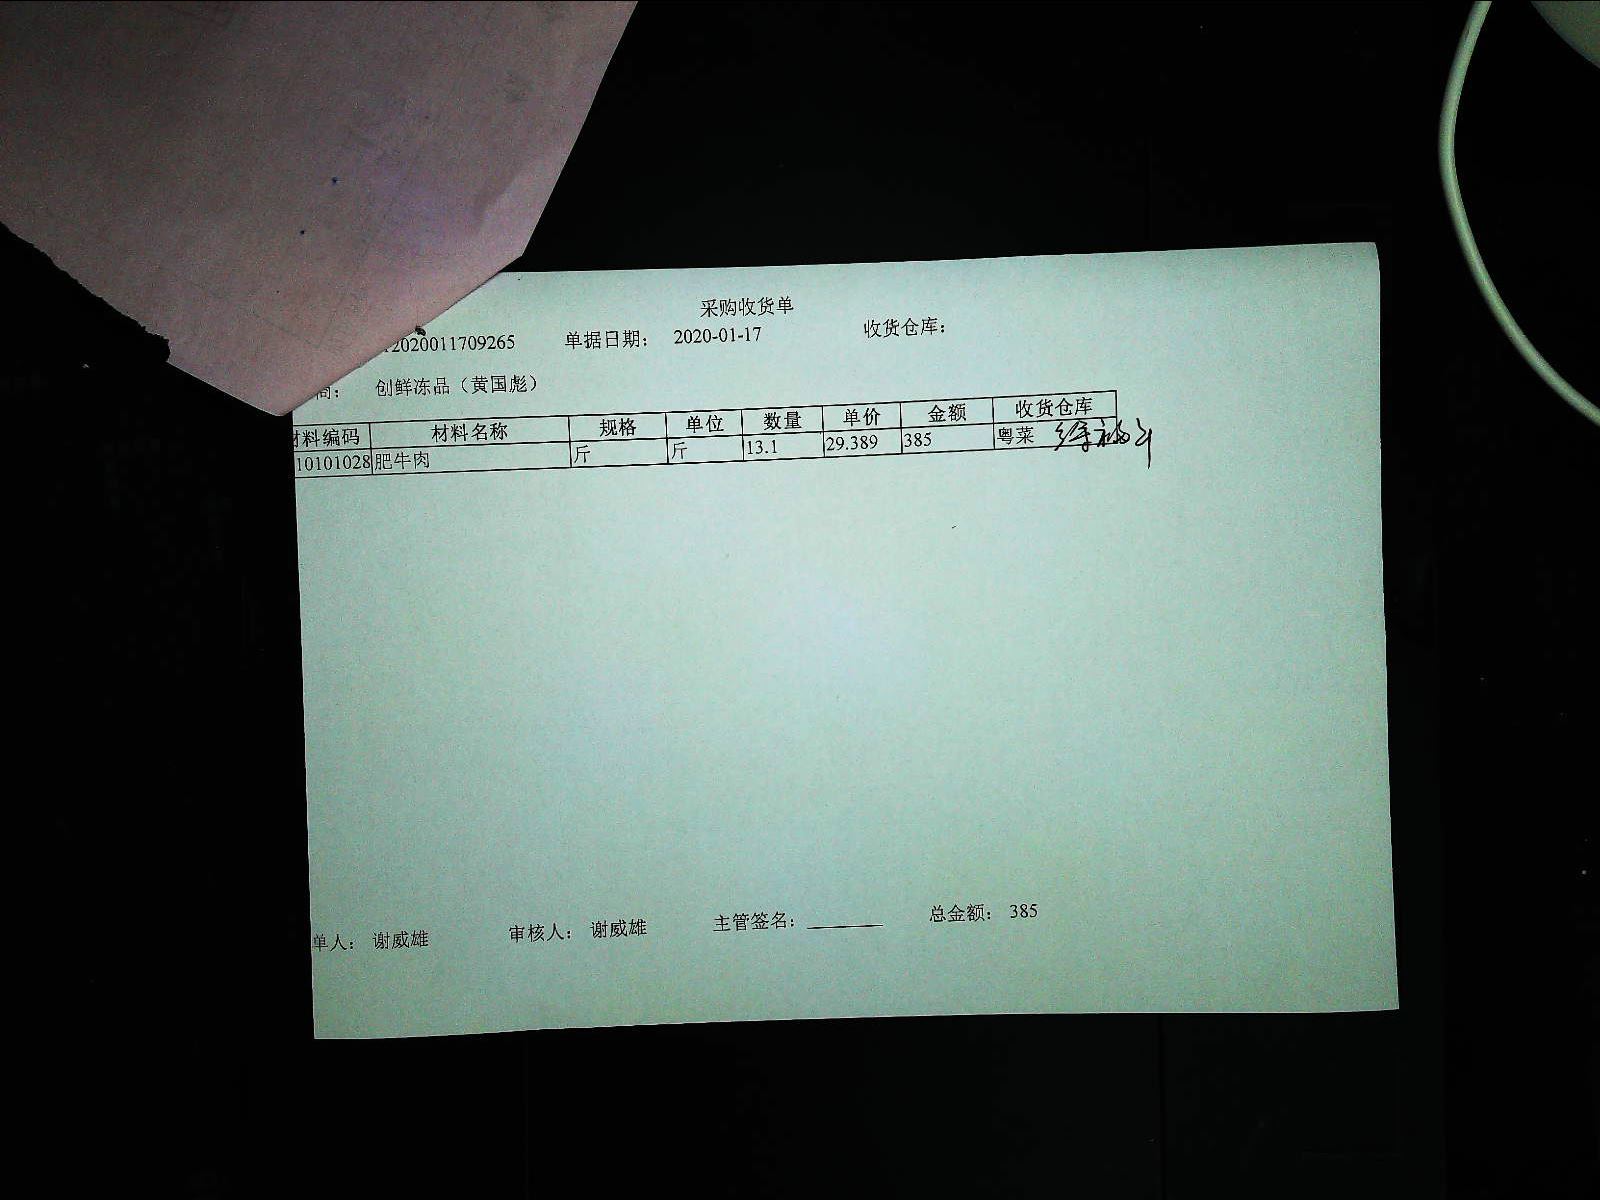 采购收货单
12020011709265 单据日期： 2020-01-17 收货仓库：
商： 创鲜冻品（黄国彪）
材料编码 材料名称 规格 单位 数量 单价 金额 收货仓库
10101028 肥牛肉 斤 斤 13.1 29.389 385 粤菜
单人： 谢威雄 审核人： 谢威雄 主管签名： 总金额： 385